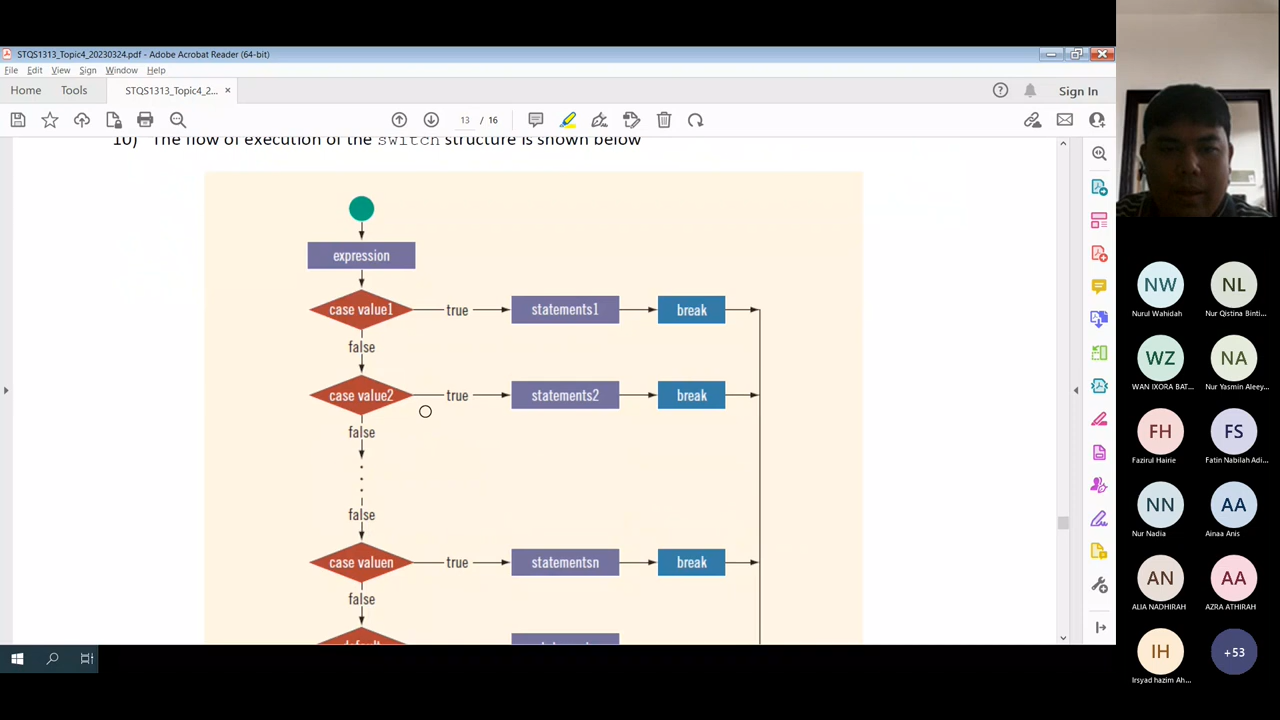 STQS1313_Topic4_20230324.pdf - Adobe Acrobat Reader (64-bit)
File Edit View Sign Window Help
Home Tools STQS1313_Topic4_2... × Sign In
13 / 16
10) The flow of execution of the switch structure is shown below
expression
case value1 true statements1 break
false
case value2 true statements2 break
false
false
case valuen true statementsn break
false
default
NW NL
Nurul Wahidah Nur Qistina Binti...
WZ NA
WAN IXORA BAT... Nur Yasmin Aleey...
FH FS
Fazirul Hairie Fatin Nabilah Adi...
NN AA
Nur Nadia Ainaa Anis
AN AA
ALIA NADHIRAH AZRA ATHIRAH
IH +53
Irsyad hazim Ah...